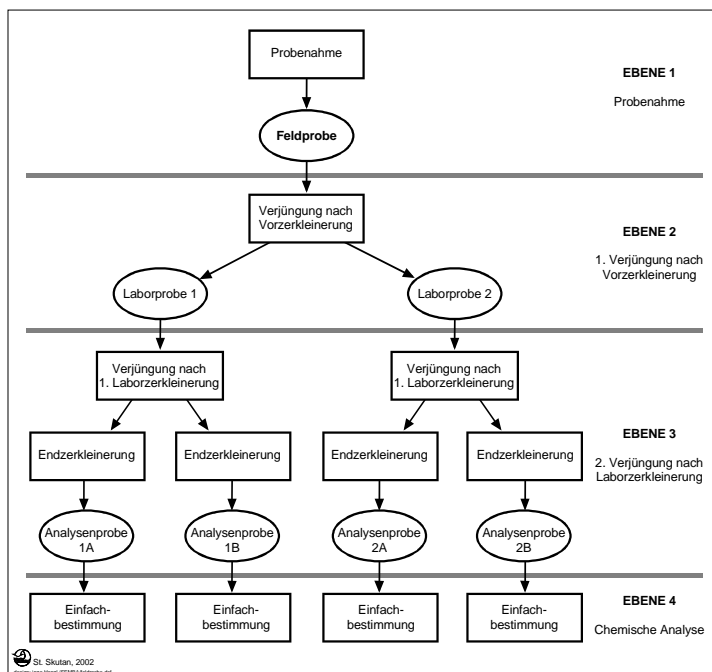 Probenahme
EBENE 1
Probenahme
Feldprobe
Verjüngung nach
Vorzerkleinerung
EBENE 2
1. Verjüngung nach
Vorzerkleinerung
Laborprobe 1
Laborprobe 2
Verjüngung nach
1. Laborzerkleinerung
Verjüngung nach
1. Laborzerkleinerung
EBENE 3
2. Verjüngung nach
Laborzerkleinerung
Endzerkleinerung
Endzerkleinerung
Endzerkleinerung
Endzerkleinerung
Analysenprobe
1A
Analysenprobe
1B
Analysenprobe
2A
Analysenprobe
2B
EBENE 4
Chemische Analyse
Einfach-
bestimmung
Einfach-
bestimmung
Einfach-
bestimmung
Einfach-
bestimmung
St. Skutan, 2002